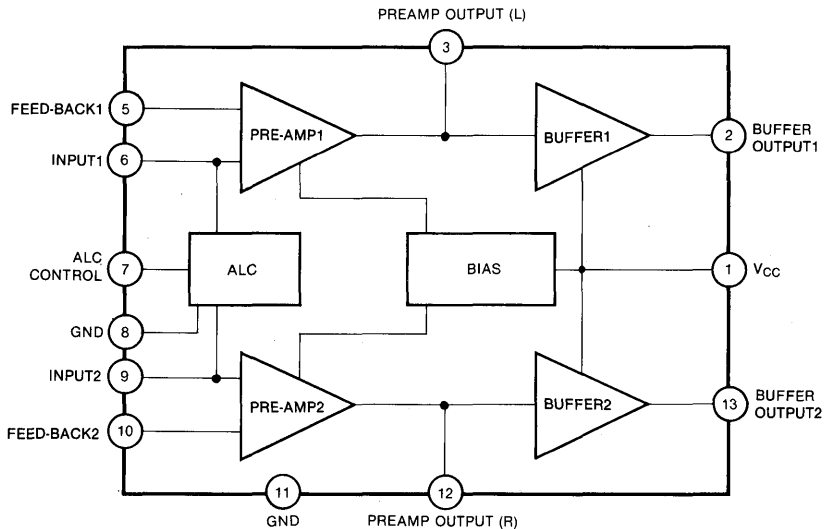 PREAMP OUTPUT (L)
3
FEED-BACK1
5
PRE-AMP1
BUFFER1
2
BUFFER
OUTPUT1
INPUT1
6
ALC
CONTROL
7
ALC
BIAS
1
VCC
GND
8
INPUT2
9
PRE-AMP2
BUFFER2
13
BUFFER
OUTPUT2
FEED-BACK2
10
11
GND
12
PREAMP OUTPUT (R)